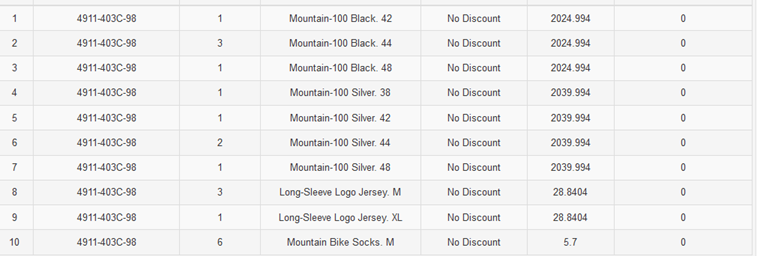 1 4911-403C-98 1 Mountain-100 Black. 42 No Discount 2024.994 0
2 4911-403C-98 3 Mountain-100 Black. 44 No Discount 2024.994 0
3 4911-403C-98 1 Mountain-100 Black. 48 No Discount 2024.994 0
4 4911-403C-98 1 Mountain-100 Silver. 38 No Discount 2039.994 0
5 4911-403C-98 1 Mountain-100 Silver. 42 No Discount 2039.994 0
6 4911-403C-98 2 Mountain-100 Silver. 44 No Discount 2039.994 0
7 4911-403C-98 1 Mountain-100 Silver. 48 No Discount 2039.994 0
8 4911-403C-98 3 Long-Sleeve Logo Jersey. M No Discount 28.8404 0
9 4911-403C-98 1 Long-Sleeve Logo Jersey. XL No Discount 28.8404 0
10 4911-403C-98 6 Mountain Bike Socks. M No Discount 5.7 0